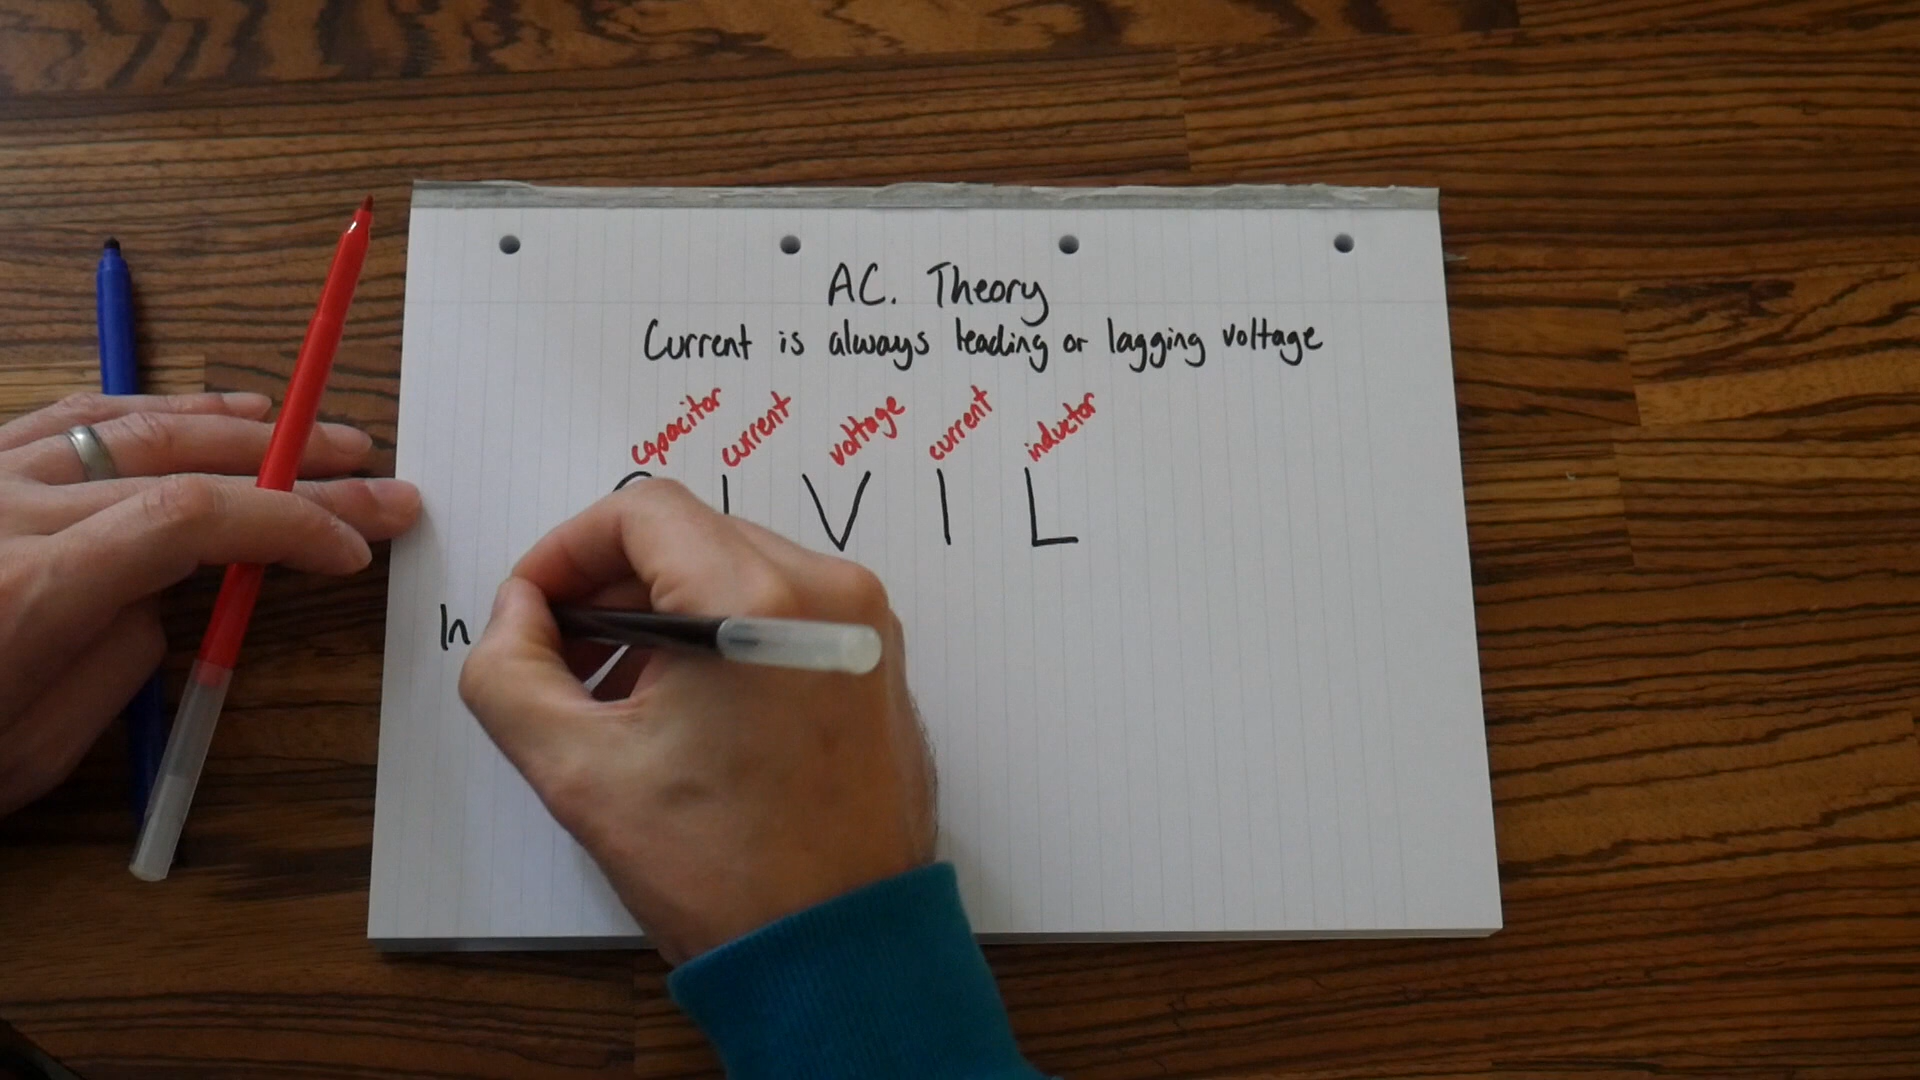 AC. Theory
Current is always leading or lagging voltage
capacitor current voltage current inductor
C I V I L
In